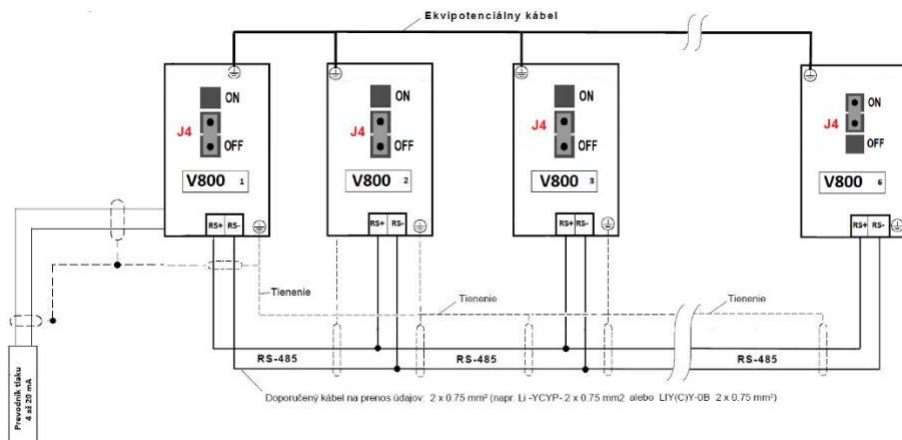 Ekvipotenciálny kábel
ON
J4
OFF
V800 1
RS+ RS-
ON
J4
OFF
V800 2
RS+ RS-
ON
J4
OFF
V800 3
RS+ RS-
ON
J4
OFF
V800 6
RS+ RS-
Tienenie
Tienenie
Tienenie
RS-485
RS-485
RS-485
Prevodník tlaku
4 až 20 mA
Doporučený kábel na prenos údajov: 2 x 0.75 mm² (napr. Li -YCYP- 2 x 0.75 mm2 alebo LIY(C)Y-0B 2 x 0.75 mm²)